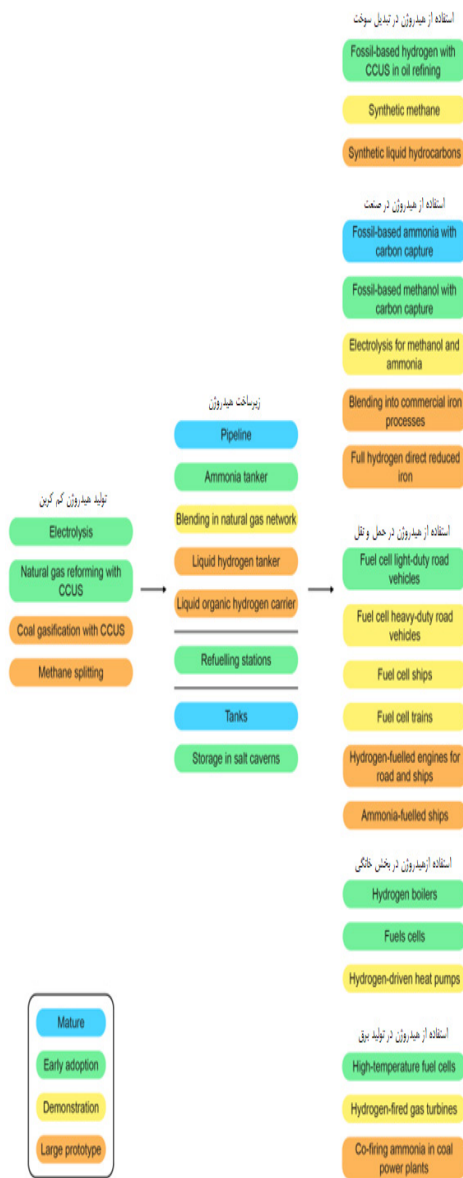 تولید هیدروژن کم کربن
Electrolysis
Natural gas reforming with
CCUS
Coal gasification with CCUS
Methane splitting
زیرساخت هیدروژن
Pipeline
Ammonia tanker
Blending in natural gas network
Liquid hydrogen tanker
Liquid organic hydrogen carrier
Refuelling stations
Tanks
Storage in salt caverns
استفاده از هیدروژن در تبدیل سوخت
Fossil-based hydrogen with
CCUS in oil refining
Synthetic methane
Synthetic liquid hydrocarbons
استفاده از هیدروژن در صنعت
Fossil-based ammonia with
carbon capture
Fossil-based methanol with
carbon capture
Electrolysis for methanol and
ammonia
Blending into commercial iron
processes
Full hydrogen direct reduced
iron
استفاده از هیدروژن در حمل و نقل
Fuel cell light-duty road
vehicles
Fuel cell heavy-duty road
vehicles
Fuel cell ships
Fuel cell trains
Hydrogen-fuelled engines for
road and ships
Ammonia-fuelled ships
استفاده ازهیدروژن در بخش خانگی
Hydrogen boilers
Fuels cells
Hydrogen-driven heat pumps
استفاده از هیدروژن در تولید برق
High-temperature fuel cells
Hydrogen-fired gas turbines
Co-firing ammonia in coal
power plants
Mature
Early adoption
Demonstration
Large prototype